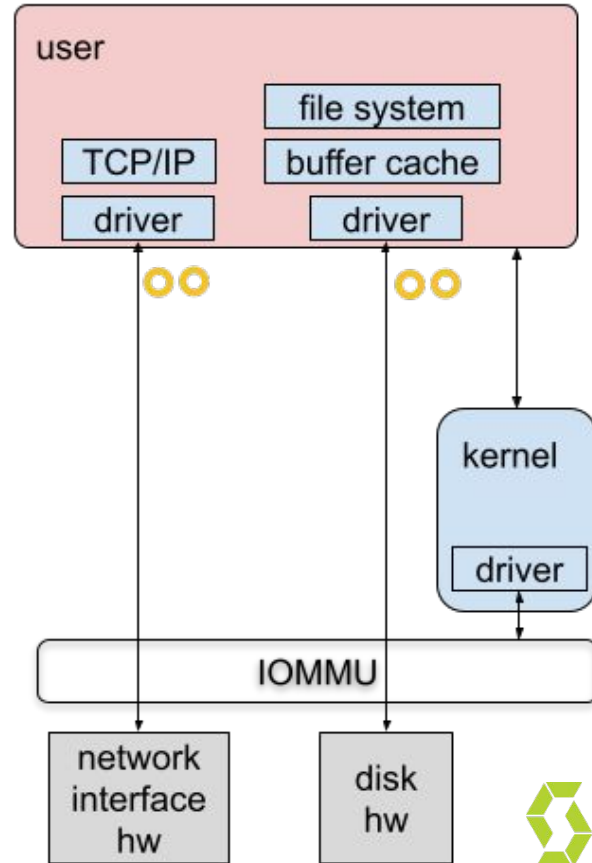 user
file system
TCP/IP
buffer cache
driver
driver
kernel
driver
IOMMU
network
interface
hw
disk
hw